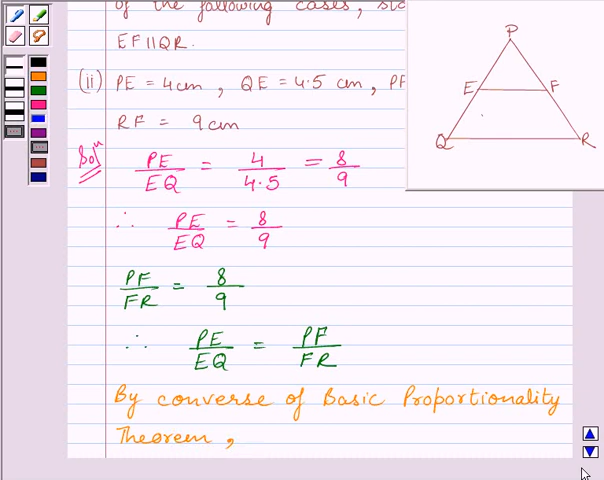 of the following cases,
EF||QR.
(ii) PE = 4cm, QE = 4.5 cm, PF
RF = 9cm
Solⁿ PE/EQ = 4/4.5 = 8/9
∴ PE/EQ = 8/9
PF/FR = 8/9
∴ PE/EQ = PF/FR
By converse of Basic Proportionality
Theorem,
P
E F
Q R